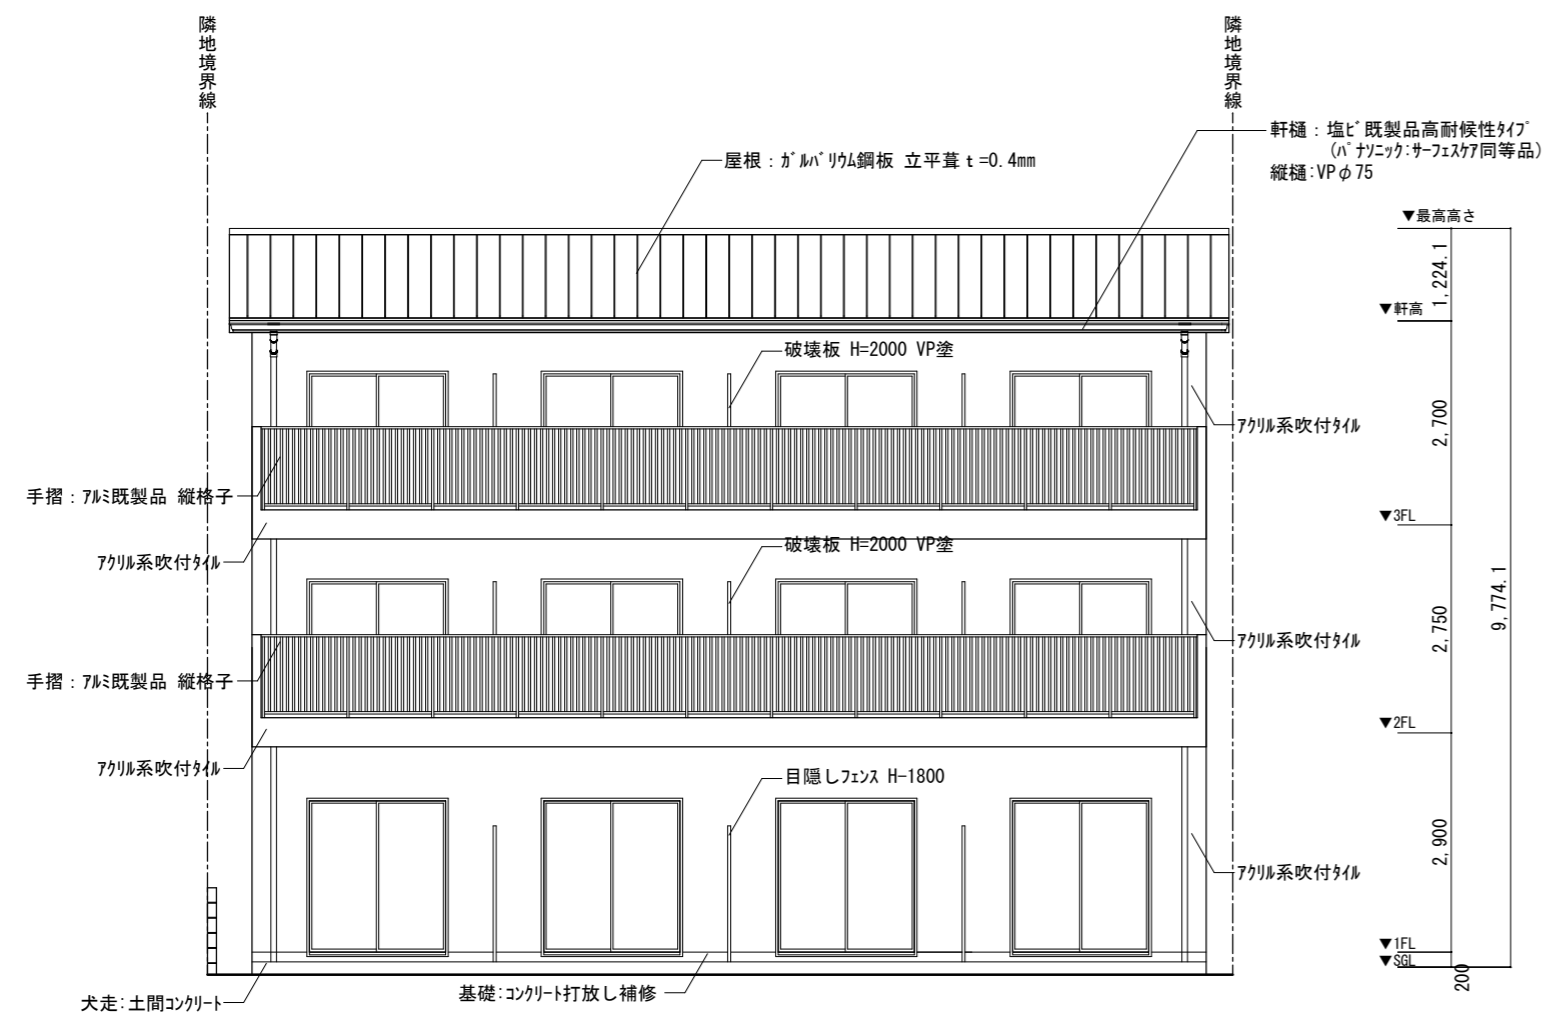 隣地境界線
隣地境界線
軒樋：塩ﾋﾞ既製品高耐候性ﾀｲﾌﾟ
(ﾊﾟﾅｿﾆｯｸ:ｻｰﾌｪｽｹｱ同等品)
縦樋:VPφ75
屋根：ｶﾞﾙﾊﾞﾘｳﾑ鋼板 立平葺 t=0.4mm
▼最高高さ
1,224.1
▼軒高
破壊板 H=2000 VP塗
ｱｸﾘﾙ系吹付ﾀｲﾙ
2,700
手摺：ｱﾙﾐ既製品 縦格子
▼3FL
破壊板 H=2000 VP塗
ｱｸﾘﾙ系吹付ﾀｲﾙ
9,774.1
2,750
ｱｸﾘﾙ系吹付ﾀｲﾙ
手摺：ｱﾙﾐ既製品 縦格子
▼2FL
ｱｸﾘﾙ系吹付ﾀｲﾙ
目隠しﾌｪﾝｽ H-1800
2,900
ｱｸﾘﾙ系吹付ﾀｲﾙ
▼1FL
▼SGL
200
犬走:土間ｺﾝｸﾘｰﾄ
基礎:ｺﾝｸﾘｰﾄ打放し補修